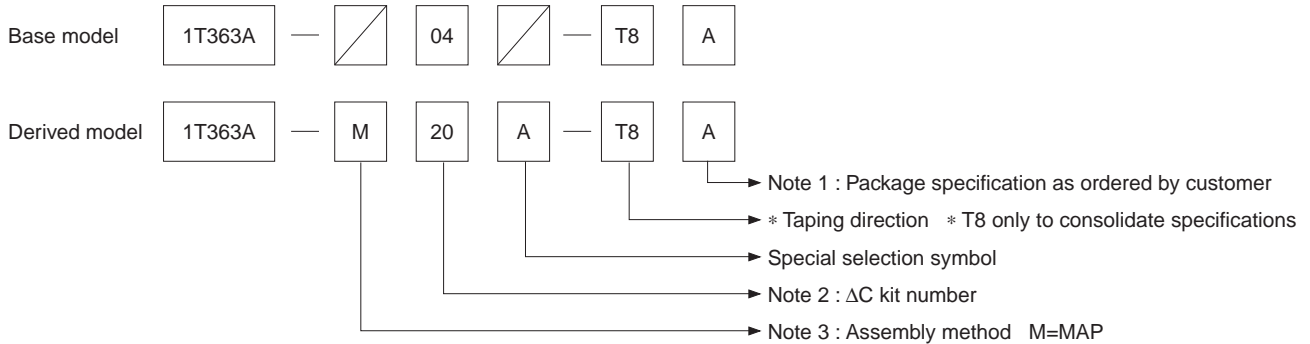 Base model 1T363A — 04 — T8 A
Derived model 1T363A — M 20 A — T8 A
Note 1 : Package specification as ordered by customer
* Taping direction * T8 only to consolidate specifications
Special selection symbol
Note 2 : ΔC kit number
Note 3 : Assembly method M=MAP